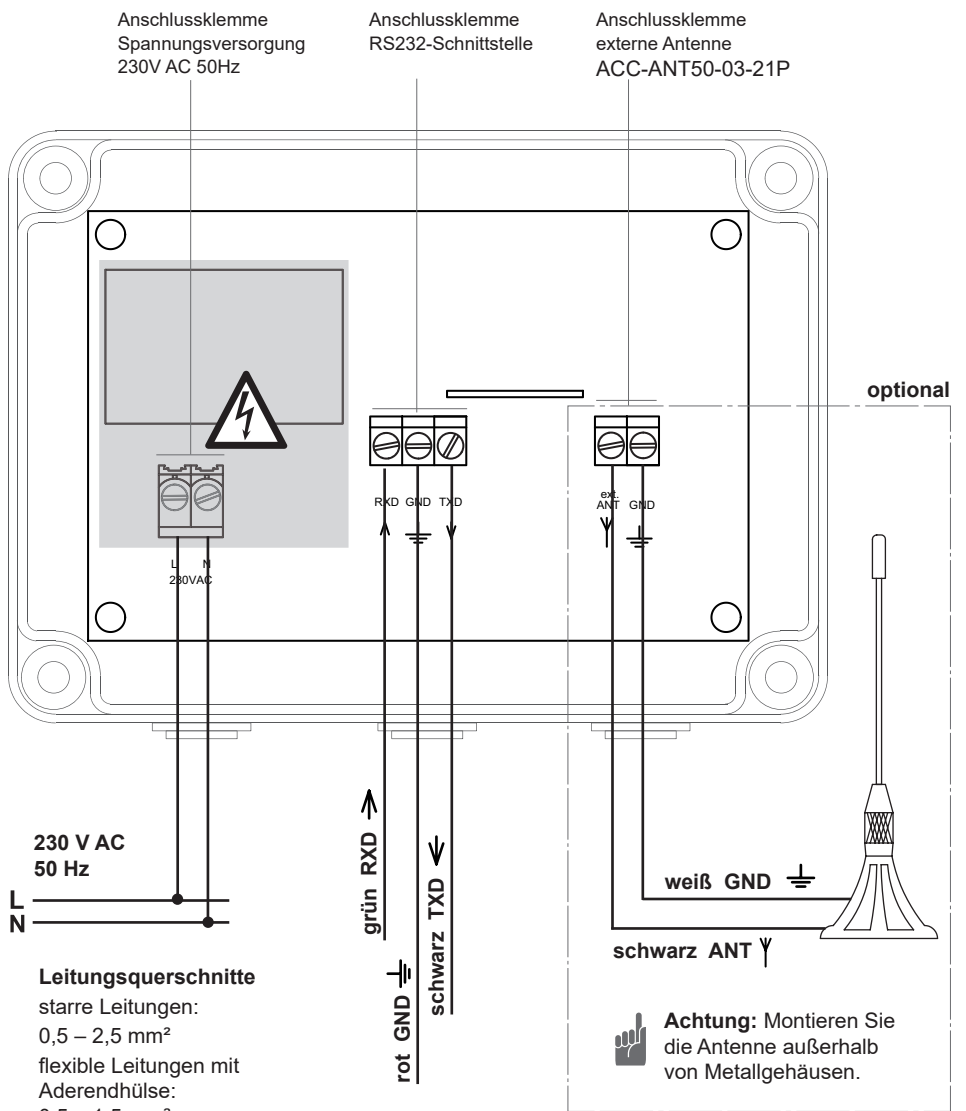 Anschlussklemme
Spannungsversorgung
230V AC 50Hz
Anschlussklemme
RS232-Schnittstelle
Anschlussklemme
externe Antenne
ACC-ANT50-03-21P
optional
RXD GND TXD
ext.
ANT GND
L N
230VAC
230 V AC
50 Hz
L
N
grün RXD
rot GND
schwarz TXD
weiß GND
schwarz ANT
Leitungsquerschnitte
starre Leitungen:
0,5 – 2,5 mm²
flexible Leitungen mit
Aderendhülse:
Achtung: Montieren Sie
die Antenne außerhalb
von Metallgehäusen.